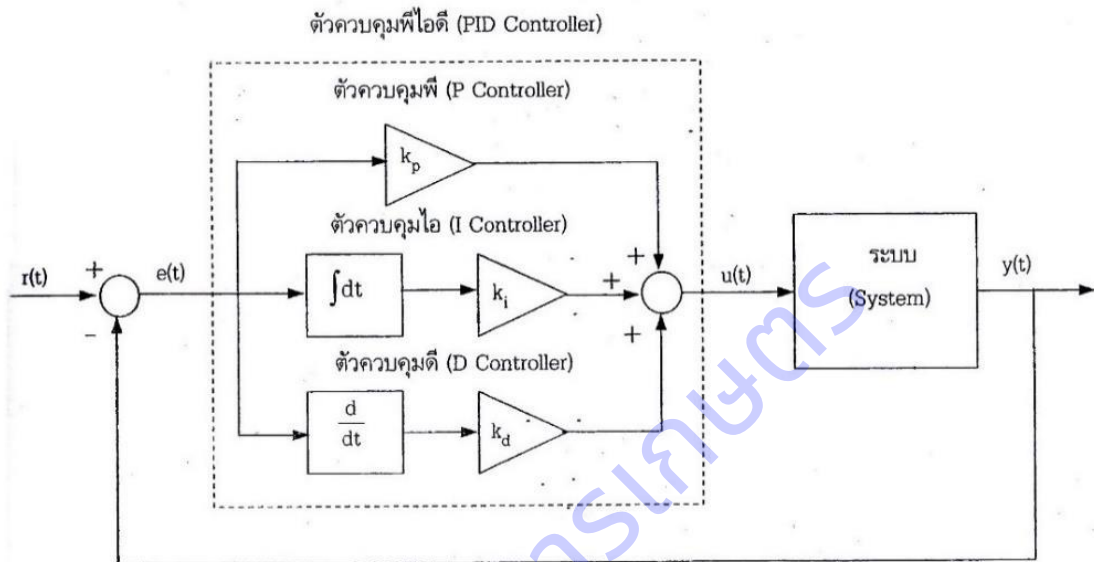 ตัวควบคุมพีไอดี (PID Controller)
ตัวควบคุมพี (P Controller)
k_p
ตัวควบคุมไอ (I Controller)
r(t)
+
-
e(t)
∫dt
k_i
+
+
+
u(t)
ระบบ
(System)
y(t)
ตัวควบคุมดี (D Controller)
d
dt
k_d